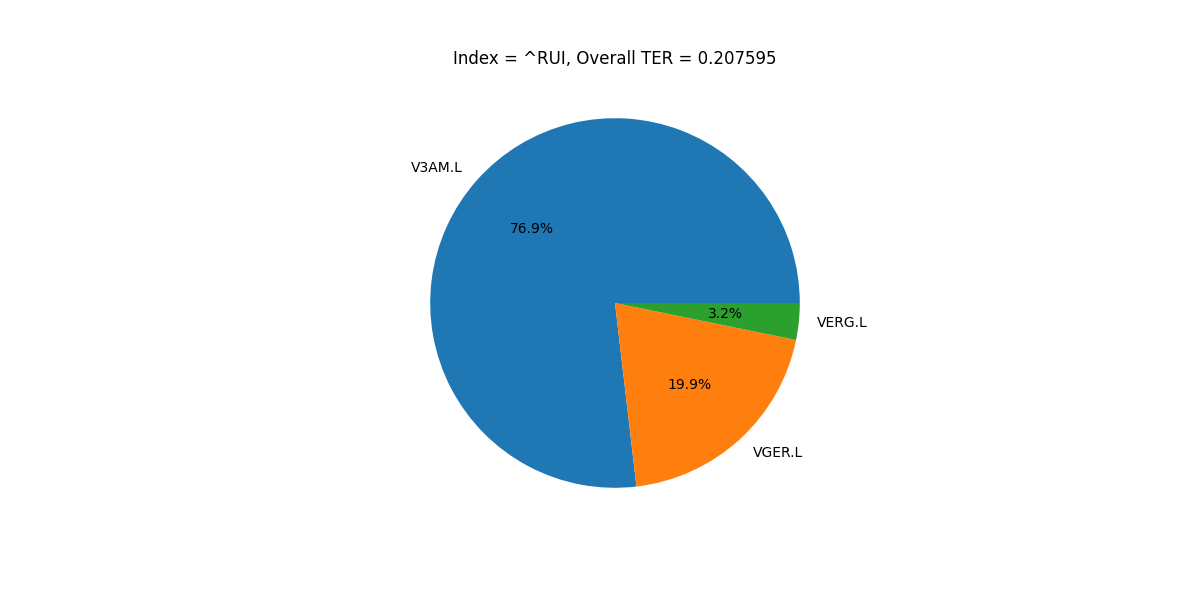 Index = ^RUI, Overall TER = 0.207595
V3AM.L
76.9%
3.2%
VERG.L
19.9%
VGER.L